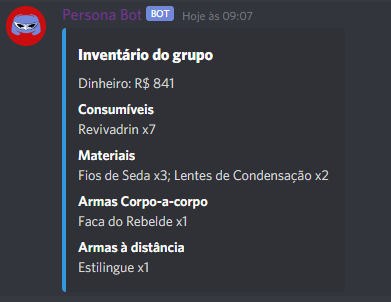 Persona Bot BOT Hoje às 09:07
Inventário do grupo
Dinheiro: R$ 841
Consumíveis
Revivadrin x7
Materiais
Fios de Seda x3; Lentes de Condensação x2
Armas Corpo-a-corpo
Faca do Rebelde x1
Armas à distância
Estilingue x1